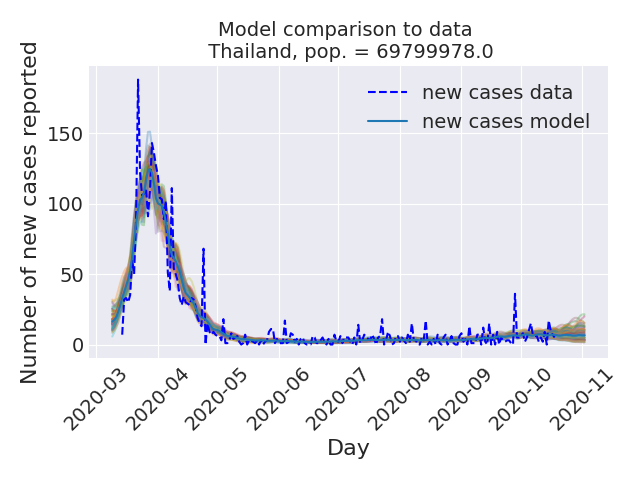 Model comparison to data
Thailand, pop. = 69799978.0
Number of new cases reported
new cases data
new cases model
150
100
50
0
2020-03
2020-04
2020-05
2020-06
2020-07
2020-08
2020-09
2020-10
2020-11
Day